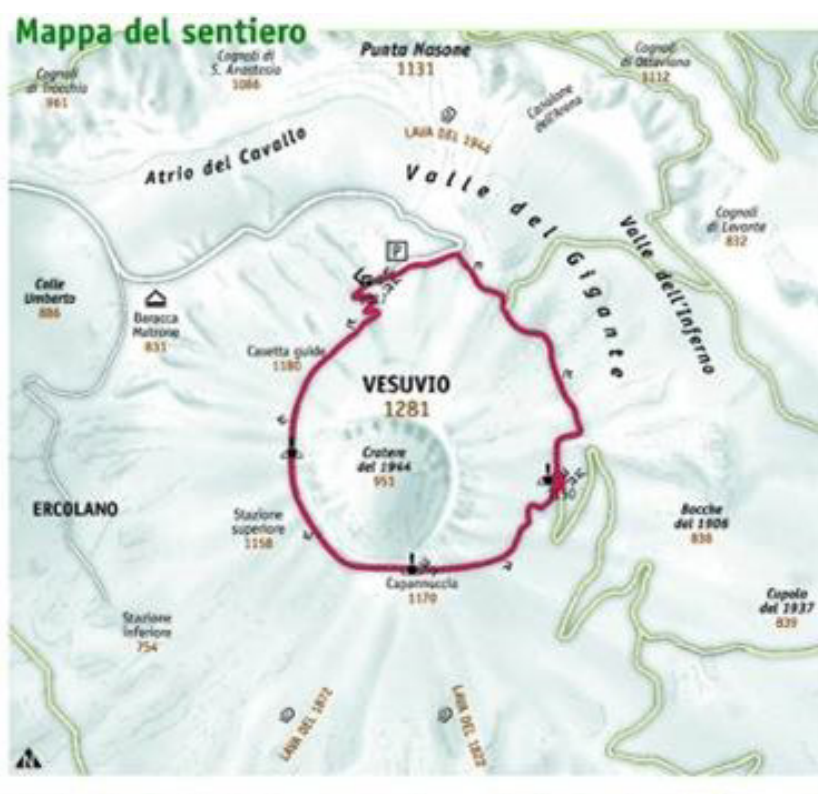 Mappa del sentiero
Cognoli
di Trocchia
961
Cognoli di
S. Anastasia
1086
Punta Nasone
1131
Cognoli
di Ottaviano
1112
LAVA DEL 1944
Canalone
dell'Arena
Atrio del Cavallo
Valle del Gigante
Cognoli
di Levante
832
Valle dell'Inferno
P
Colle
Umberto
886
Baracca
Matrone
831
Casetta guide
1180
VESUVIO
1281
Cratere
del 1944
951
ERCOLANO
Stazione
superiore
1158
Bocche
del 1906
Capannuccia
1170
Cupola
del 1937
839
Stazione
inferiore
754
LAVA DEL 1872
LAVA DEL 1822
N